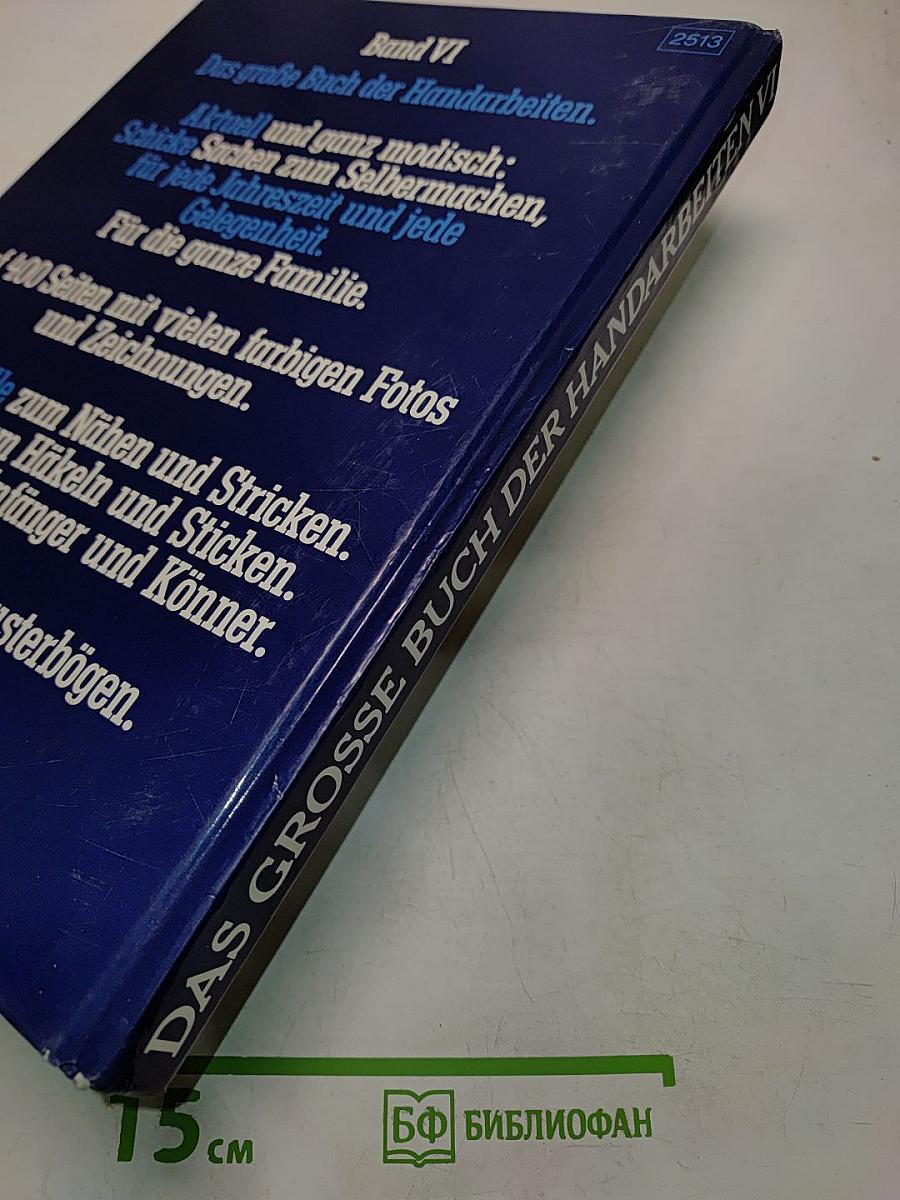 Band VI
2513
Das große Buch der Handarbeiten.
Aktuell und ganz modisch:
Schicke Sachen zum Selbermachen,
für jede Jahreszeit und jede
Gelegenheit.
Für die ganze Familie.
400 Seiten mit vielen farbigen Fotos
und Zeichnungen.
zum Nähen und Stricken.
Häkeln und Sticken.
und Könner.
DAS GROSSE BUCH DER HANDARBEITEN VI
15 см
БФ БИБЛИОФАН